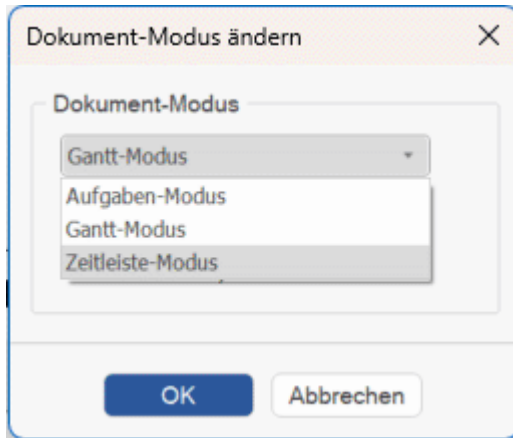 Dokument-Modus ändern
Dokument-Modus
Gantt-Modus
Aufgaben-Modus
Gantt-Modus
Zeitleiste-Modus
OK
Abbrechen